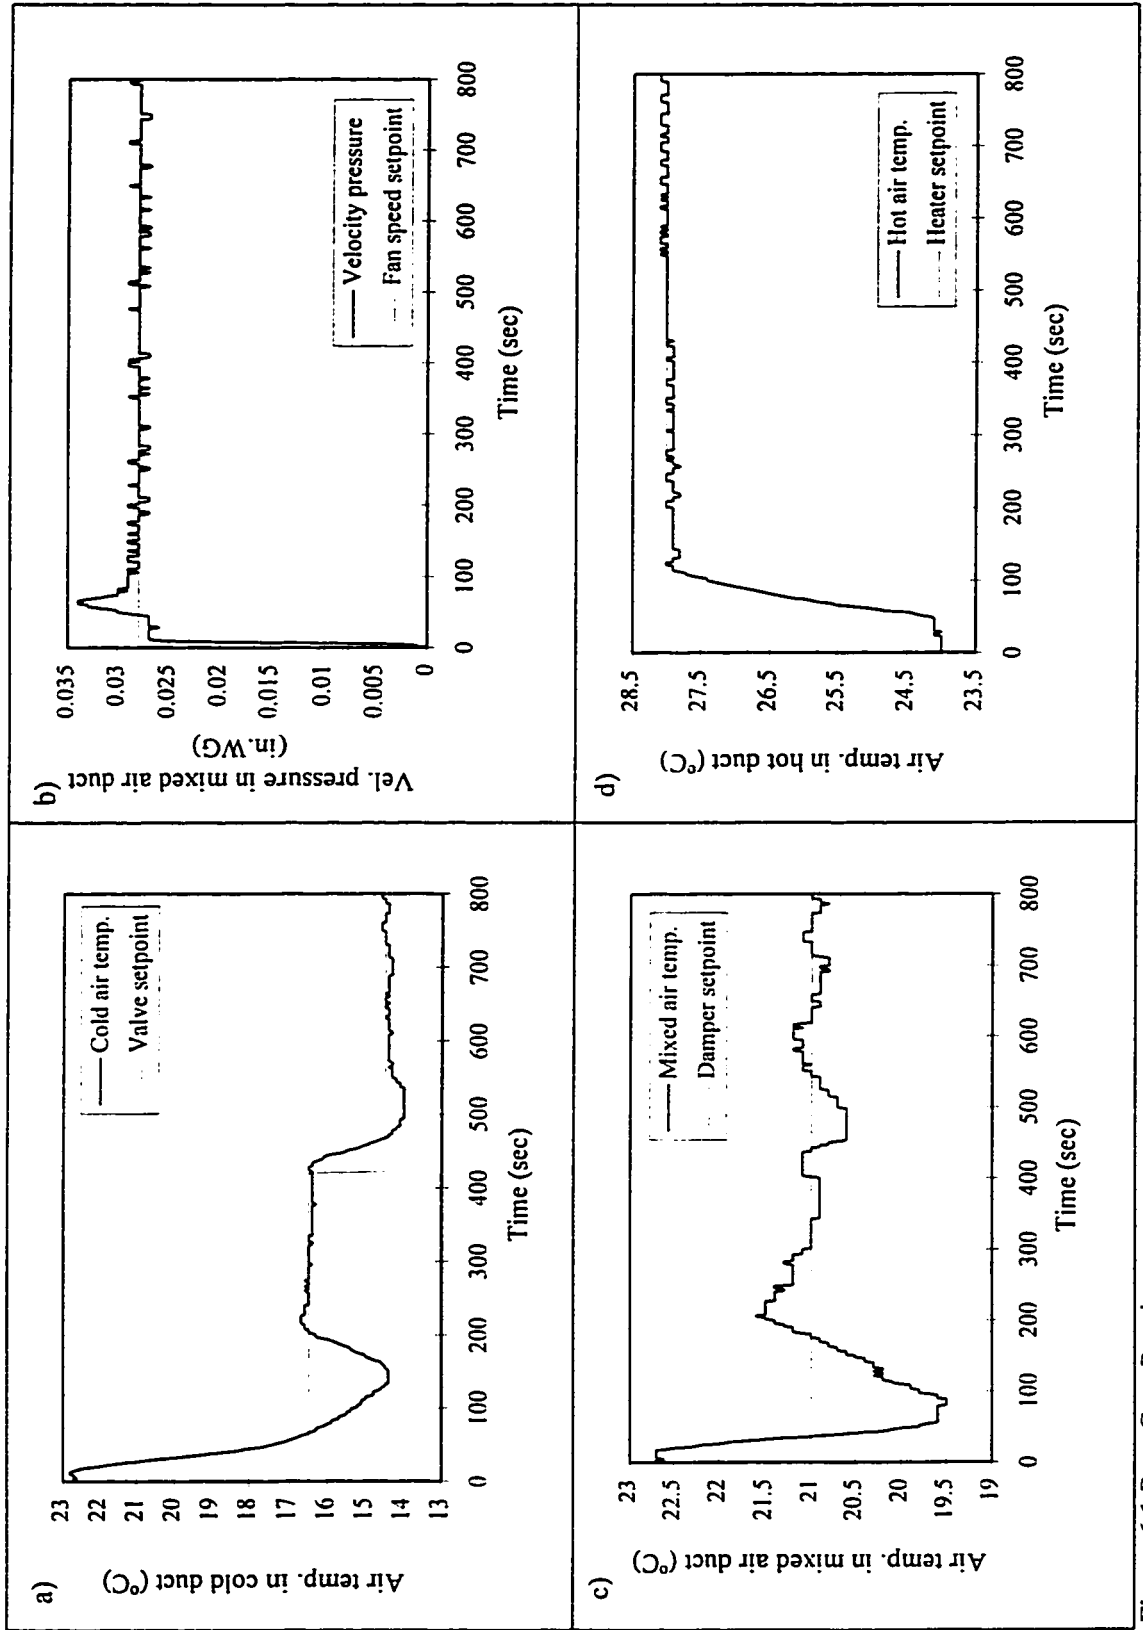 a)
Air temp. in cold duct (°C)
23
22
20
19
17
16
14
13
0 100 200 300 400 500 600 700 800
Time (sec)
Cold air temp.
Valve setpoint
b)
Vel. pressure in mixed air duct
(in.WG)
0.035
0.03
0.025
0.02
0.015
0.01
0.005
0
0 100 200 300 400 500 600 700 800
Time (sec)
Velocity pressure
Fan speed setpoint
c)
Air temp. in mixed air duct (°C)
23
22.5
21.5
21
20.5
20
19.5
19
0 100 200 300 400 500 600 700 800
Time (sec)
Mixed air temp.
Damper setpoint
d)
Air temp. in hot duct (°C)
28.5
27.5
26.5
25.5
24.5
23.5
0 100 200 300 400 500 600 700 800
Time (sec)
Hot air temp.
Heater setpoint